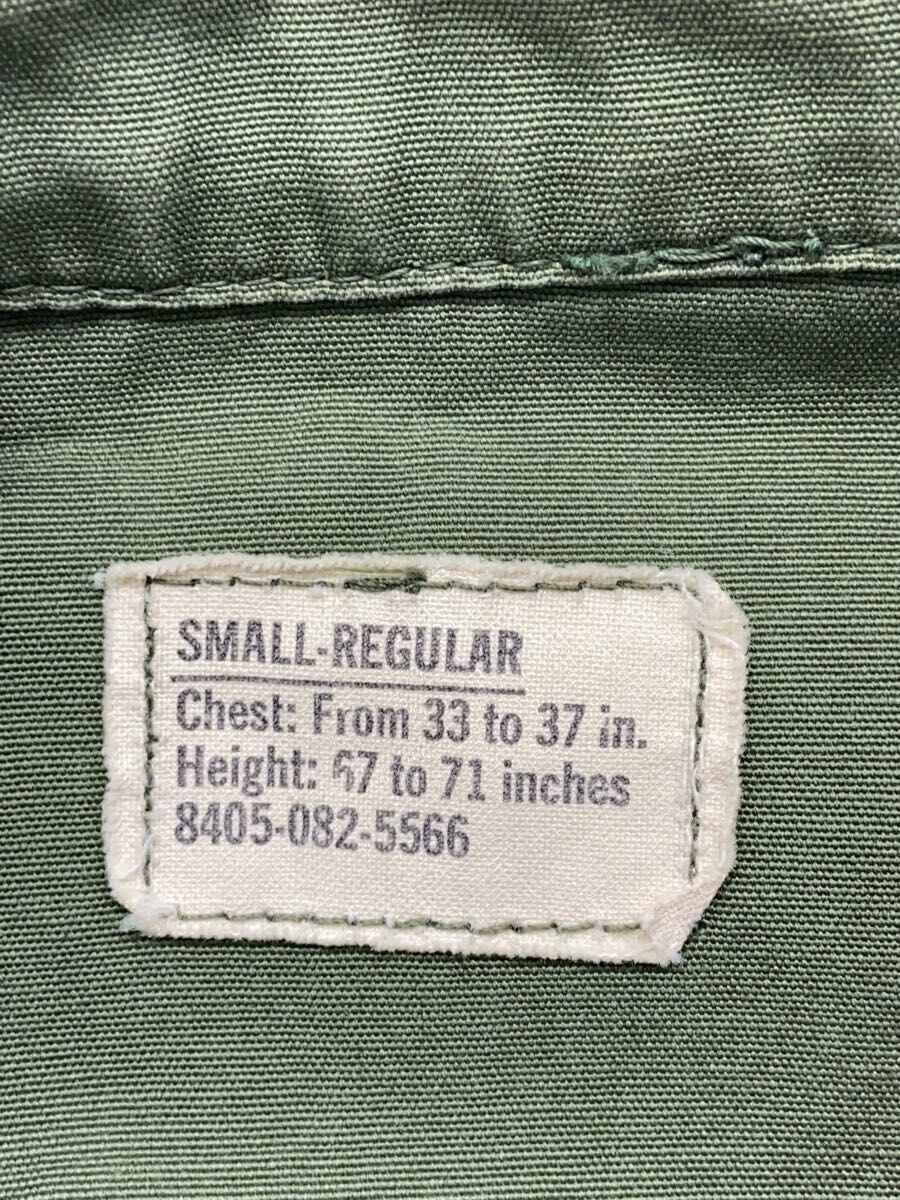 SMALL-REGULAR
Chest: From 33 to 37 in.
Height: 67 to 71 inches
8405-082-5566